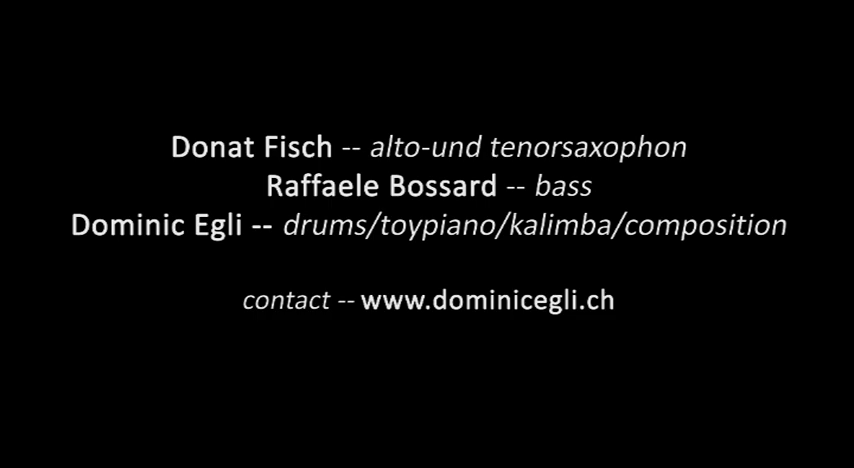 Donat Fisch -- alto-und tenorsaxophon
Raffaele Bossard -- bass
Dominic Egli -- drums/toypiano/kalimba/composition
contact -- www.dominicegli.ch